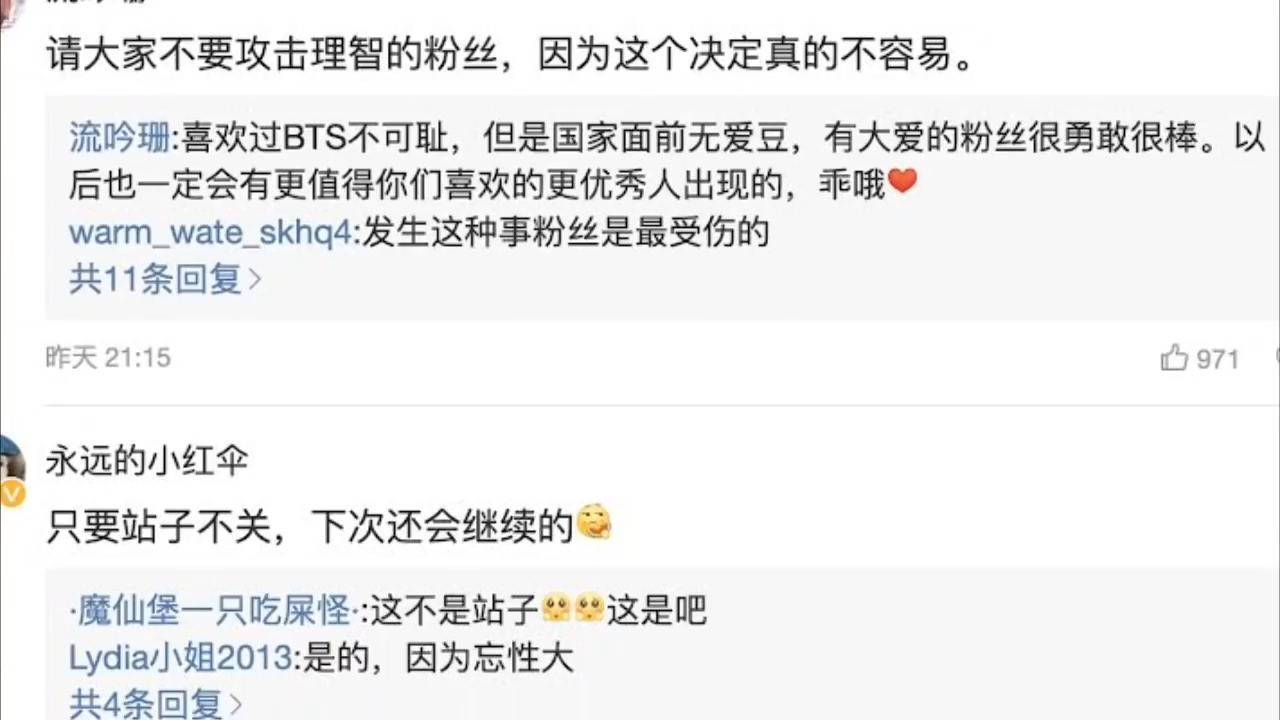 请大家不要攻击理智的粉丝，因为这个决定真的不容易。
流吟珊:喜欢过BTS不可耻，但是国家面前无爱豆，有大爱的粉丝很勇敢很棒。以
后也一定会有更值得你们喜欢的更优秀人出现的，乖哦❤️
warm_wate_skhq4:发生这种事粉丝是最受伤的
共11条回复>
昨天 21:15
971
永远的小红伞
只要站子不关，下次还会继续的
·魔仙堡一只吃屎怪·:这不是站子🥺🥺这是吧
Lydia小姐2013:是的，因为忘性大
共4条回复>